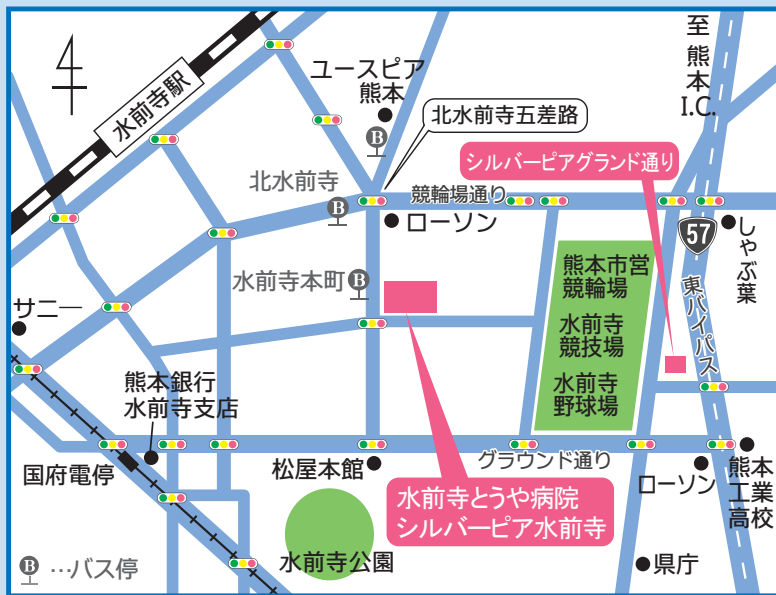 至
熊
本
I.C.
ユースピア
熊本
水前寺駅
B
北水前寺五差路
シルバーピアグランド通り
北水前寺
競輪場通り
B
ローソン
57
しゃぶ葉
水前寺本町
B
熊本市営
競輪場
水前寺
競技場
水前寺
野球場
東バイパス
サニー
熊本銀行
水前寺支店
国府電停
松屋本館
グラウンド通り
ローソン
熊本
工業
高校
水前寺とうや病院
シルバーピア水前寺
水前寺公園
県庁
B …バス停